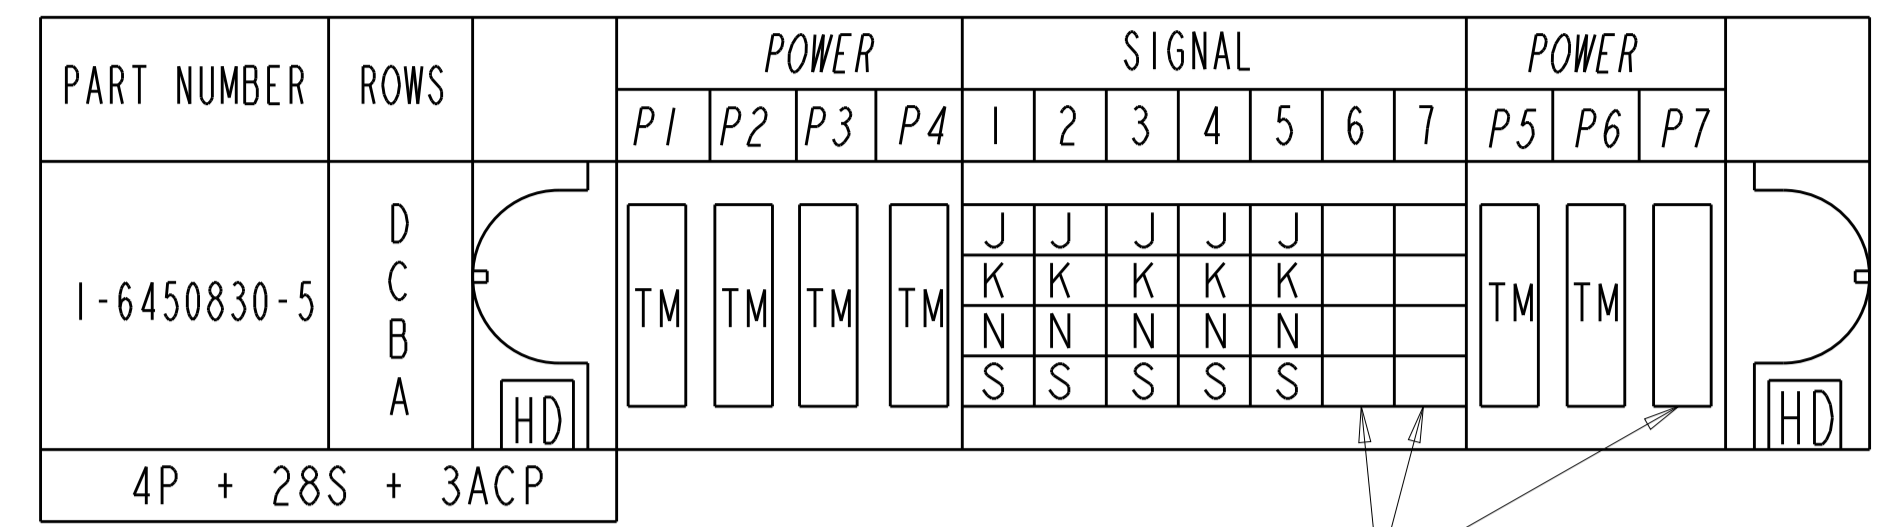 PART NUMBER ROWS POWER SIGNAL POWER
P1 P2 P3 P4 1 2 3 4 5 6 7 P5 P6 P7
1-6450830-5 TM TM TM TM TM TM
D J J J J J
C K K K K K
B N N N N N
A S S S S S
HD HD
4P + 28S + 3ACP